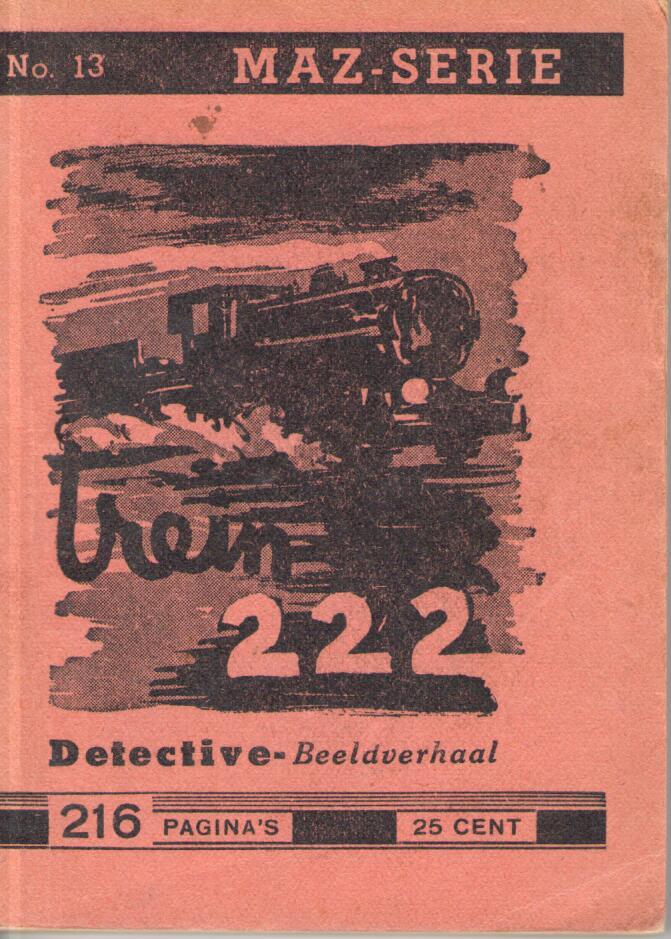 No. 13 MAZ-SERIE
trein
222
Detective-Beeldverhaal
216 PAGINA'S 25 CENT